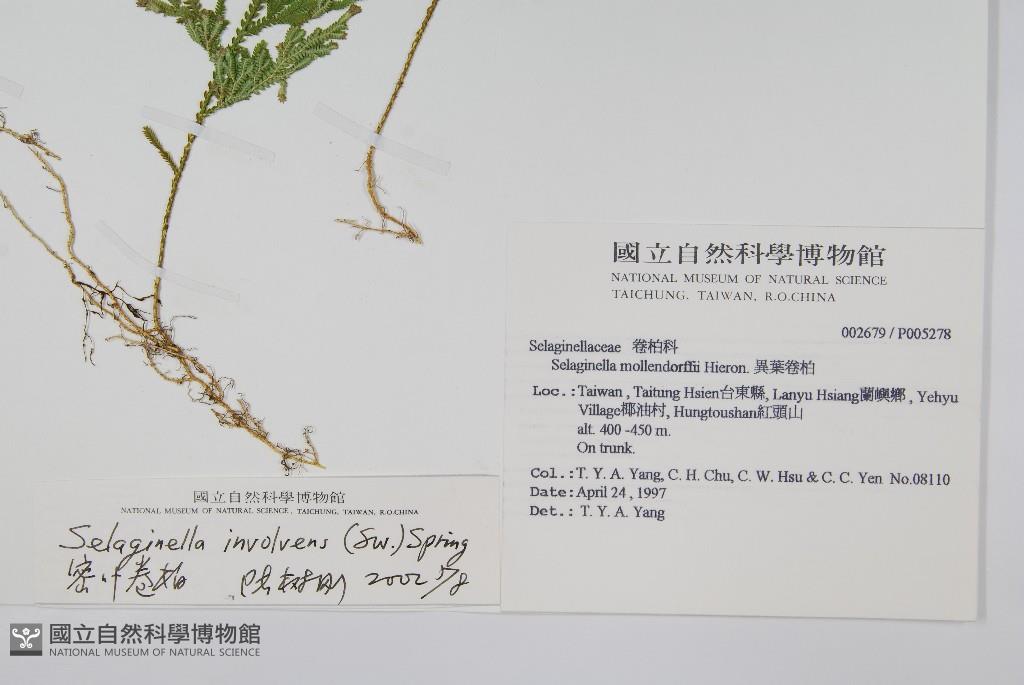 國立自然科學博物館
NATIONAL MUSEUM OF NATURAL SCIENCE
TAICHUNG, TAIWAN, R.O.CHINA
002679 / P005278
Selaginellaceae 卷柏科
Selaginella mollendorffii Hieron. 異葉卷柏
Loc.: Taiwan , Taitung Hsien台東縣, Lanyu Hsiang蘭嶼鄉 , Yehyu
Village椰油村, Hungtoushan紅頭山
alt. 400 -450 m.
On trunk.
Col.: T. Y. A. Yang, C. H. Chu, C. W. Hsu & C. C. Yen No.08110
Date: April 24 , 1997
Det.: T. Y. A. Yang
國立自然科學博物館
NATIONAL MUSEUM OF NATURAL SCIENCE , TAICHUNG, TAIWAN, R.O.CHINA
Selaginella involvens (Sw.) Spring
密叶卷柏 2002 5/8
國立自然科學博物館
NATIONAL MUSEUM OF NATURAL SCIENCE